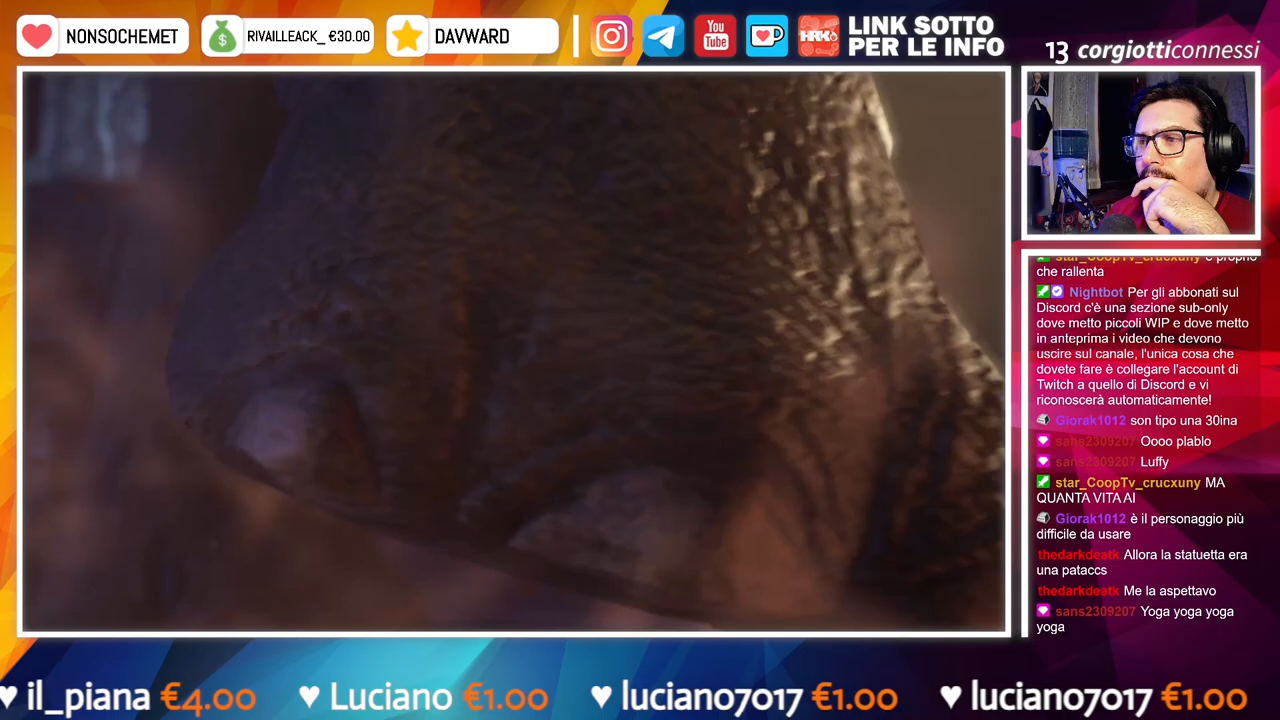 NONSOCHEMET
RIVAILLEACK_ €30.00
DAVWARD
You
Tube
HRK
LINK SOTTO
PER LE INFO
13 corgiotticonnessi
star_CoopTv_crucxuny è proprio
che rallenta
Nightbot Per gli abbonati sul
Discord c'è una sezione sub-only
dove metto piccoli WIP e dove metto
in anteprima i video che devono
uscire sul canale, l'unica cosa che
dovete fare è collegare l'account di
Twitch a quello di Discord e vi
riconoscerà automaticamente!
Giorak1012 son tipo una 30ina
sans2309207 Oooo plablo
sans2309207 Luffy
star_CoopTv_crucxuny MA
QUANTA VITA AI
Giorak1012 è il personaggio più
difficile da usare
thedarkdeatk Allora la statuetta era
una pataccs
thedarkdeatk Me la aspettavo
sans2309207 Yoga yoga yoga
yoga
♥ il_piana €4.00 ♥ Luciano €1.00 ♥ luciano7017 €1.00 ♥ luciano7017 €1.00